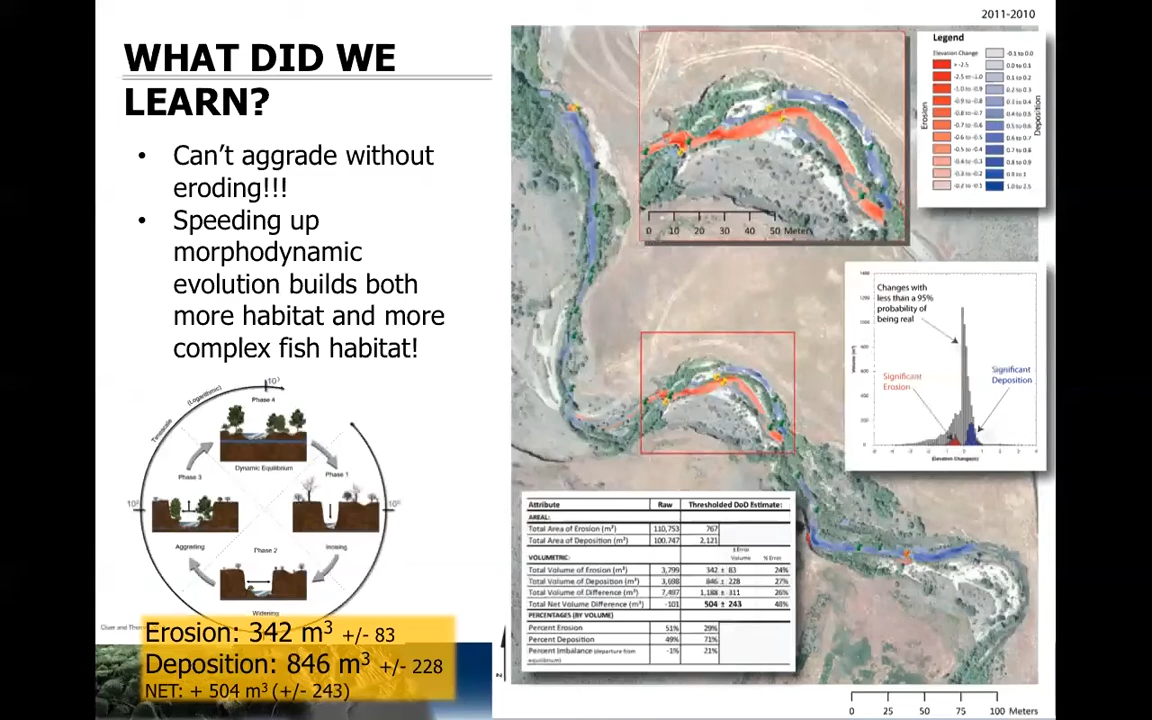 2011-2010
WHAT DID WE
LEARN?
• Can't aggrade without
eroding!!!
• Speeding up
morphodynamic
evolution builds both
more habitat and more
complex fish habitat!
Timescale (Logarithmic)
10³
Phase 4
Dynamic Equilibrium
Phase 3
Phase 1
Aggrading
Phase 2
Incising
Widening
Erosion: 342 m³ +/- 83
Deposition: 846 m³ +/- 228
NET: + 504 m³ (+/- 243)
0 10 20 30 40 50 Meters
Legend
Elevation Change
Erosion
Deposition
> -2.5
-2.5 to -1.0
-1.0 to -0.9
-0.9 to -0.8
-0.8 to -0.7
-0.7 to -0.6
-0.6 to -0.5
-0.5 to -0.4
-0.4 to -0.3
-0.3 to -0.2
-0.2 to -0.1
-0.1 to 0.0
0.0 to 0.1
0.1 to 0.2
0.2 to 0.3
0.3 to 0.4
0.4 to 0.5
0.5 to 0.6
0.6 to 0.7
0.7 to 0.8
0.8 to 0.9
0.9 to 1
1.0 to 2.5
Changes with
less than a 95%
probability of
being real
Significant
Erosion
Significant
Deposition
Attribute Raw Thresholded DoD Estimate:
AREAL:
Total Area of Erosion (m²) 110,753 767
Total Area of Deposition (m²) 100,747 2,121
VOLUMETRIC: ± Error Volume % Error
Total Volume of Erosion (m³) 3,799 342 ± 83 24%
Total Volume of Deposition (m³) 3,698 846 ± 228 27%
Total Volume of Difference (m³) 7,497 1,188 ± 311 26%
Total Net Volume Difference (m³) -101 504 ± 243 48%
PERCENTAGES (BY VOLUME)
Percent Erosion 51% 29%
Percent Deposition 49% 71%
Percent Imbalance (departure from -1% 21%
equilibrium)
0 25 50 75 100 Meters